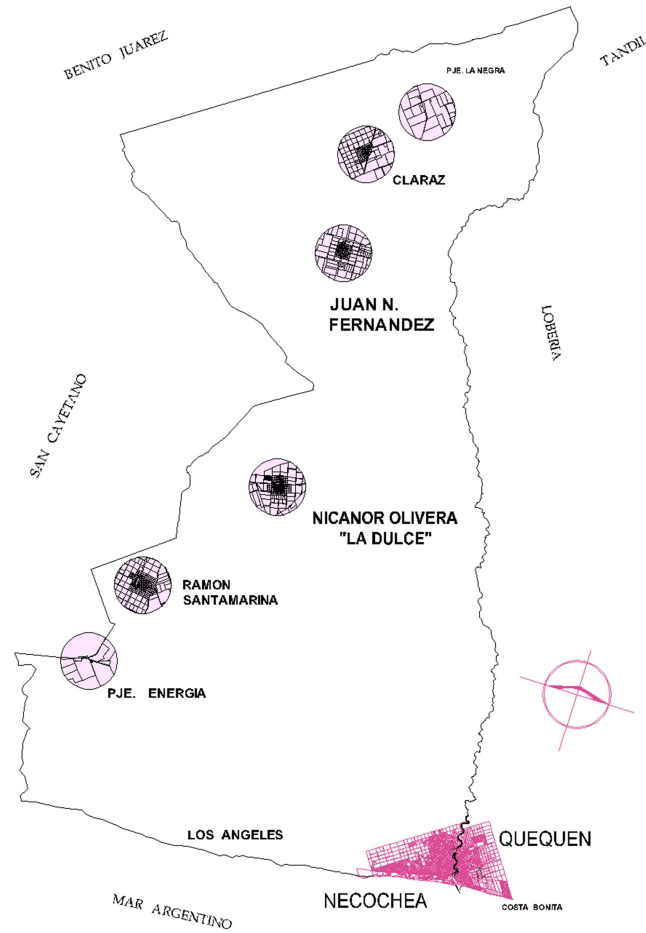 BENITO JUAREZ
TANDIL
PJE. LA NEGRA
CLARAZ
JUAN N.
FERNANDEZ
LOBERIA
SAN CAYETANO
NICANOR OLIVERA
"LA DULCE"
RAMON
SANTAMARINA
PJE. ENERGIA
LOS ANGELES
QUEQUEN
NECOCHEA
COSTA BONITA
MAR ARGENTINO